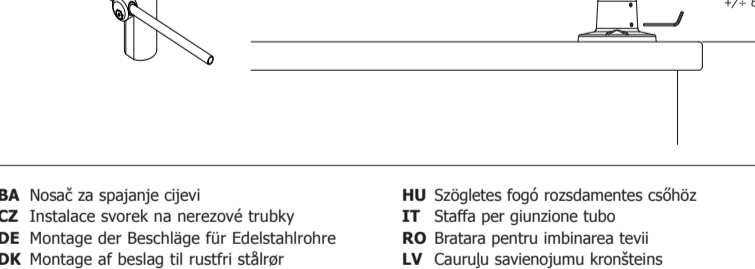 +/÷
BA Nosač za spajanje cijevi
CZ Instalace svorek na nerezové trubky
DE Montage der Beschläge für Edelstahlrohre
DK Montage af beslag til rustfri stålrør
HU Szögletes fogó rozsdamentes csőhöz
IT Staffa per giunzione tubo
RO Bratara pentru imbinarea tevii
LV Cauruļu savienojumu kronšteins